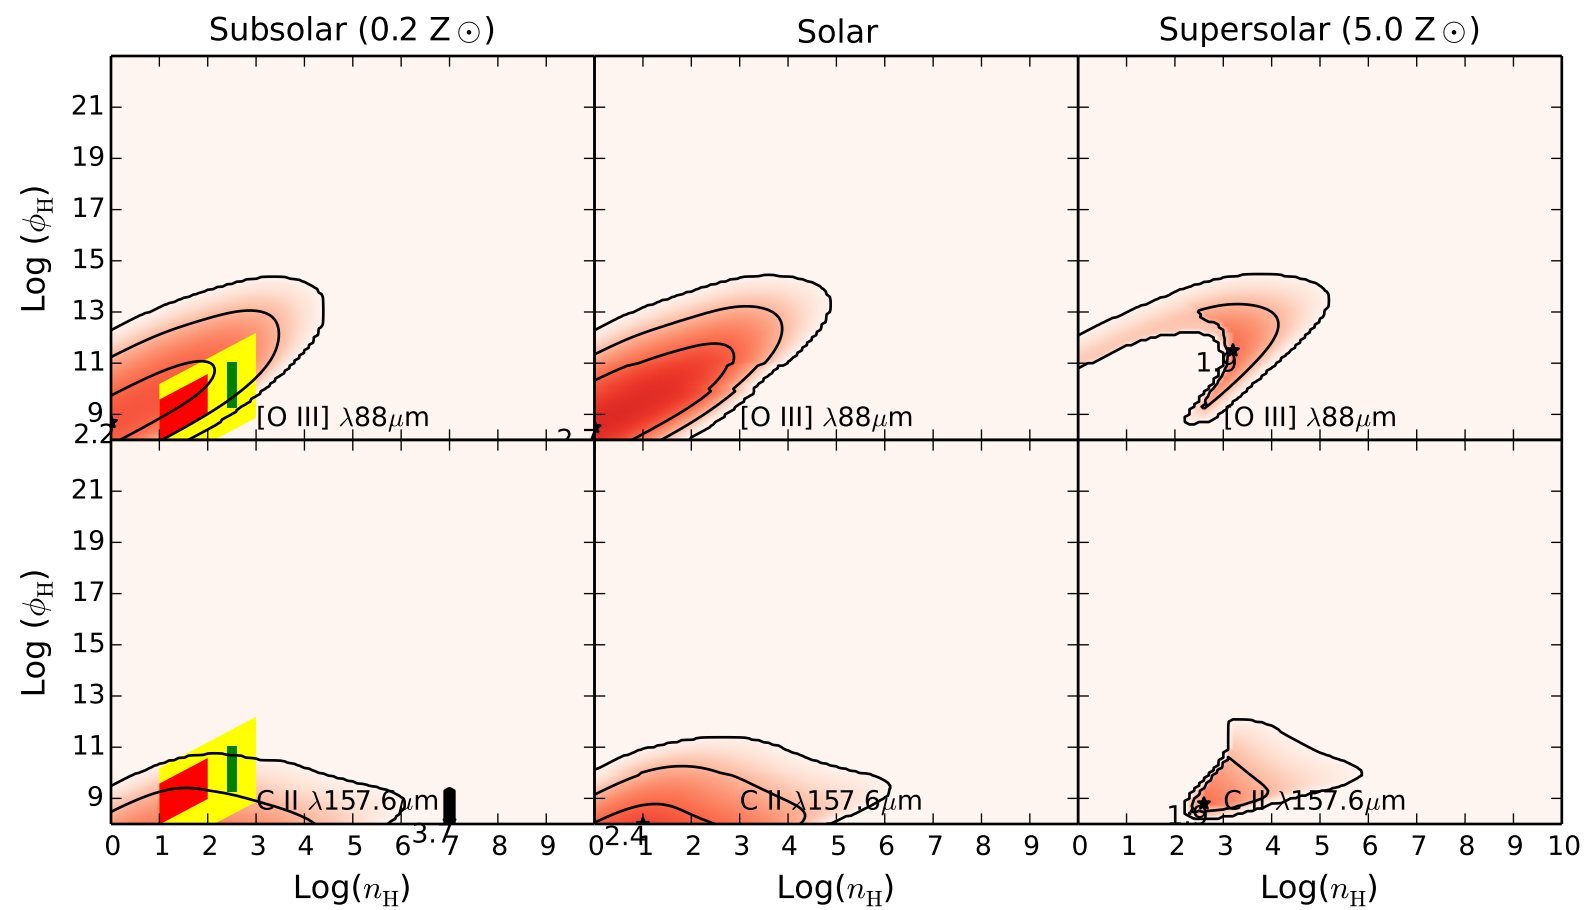 Subsolar (0.2 Z⊙)
Solar
Supersolar (5.0 Z⊙)
Log (ϕH)
21
19
17
15
13
11
9
2.2
[O III] λ88μm
[O III] λ88μm
1.9
[O III] λ88μm
Log (ϕH)
21
19
17
15
13
11
9
C II λ157.6μm
3.7
C II λ157.6μm
2.4
C II λ157.6μm
0 1 2 3 4 5 6 7 8 9
0 1 2 3 4 5 6 7 8 9
0 1 2 3 4 5 6 7 8 9 10
Log(nH)
Log(nH)
Log(nH)